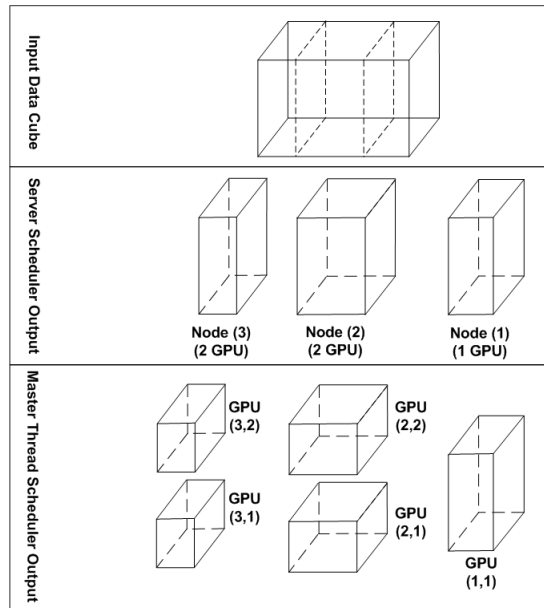 Input Data Cube
Server Scheduler Output
Node (3)
(2 GPU)
Node (2)
(2 GPU)
Node (1)
(1 GPU)
Master Thread Scheduler Output
GPU
(3,2)
GPU
(2,2)
GPU
(3,1)
GPU
(2,1)
GPU
(1,1)